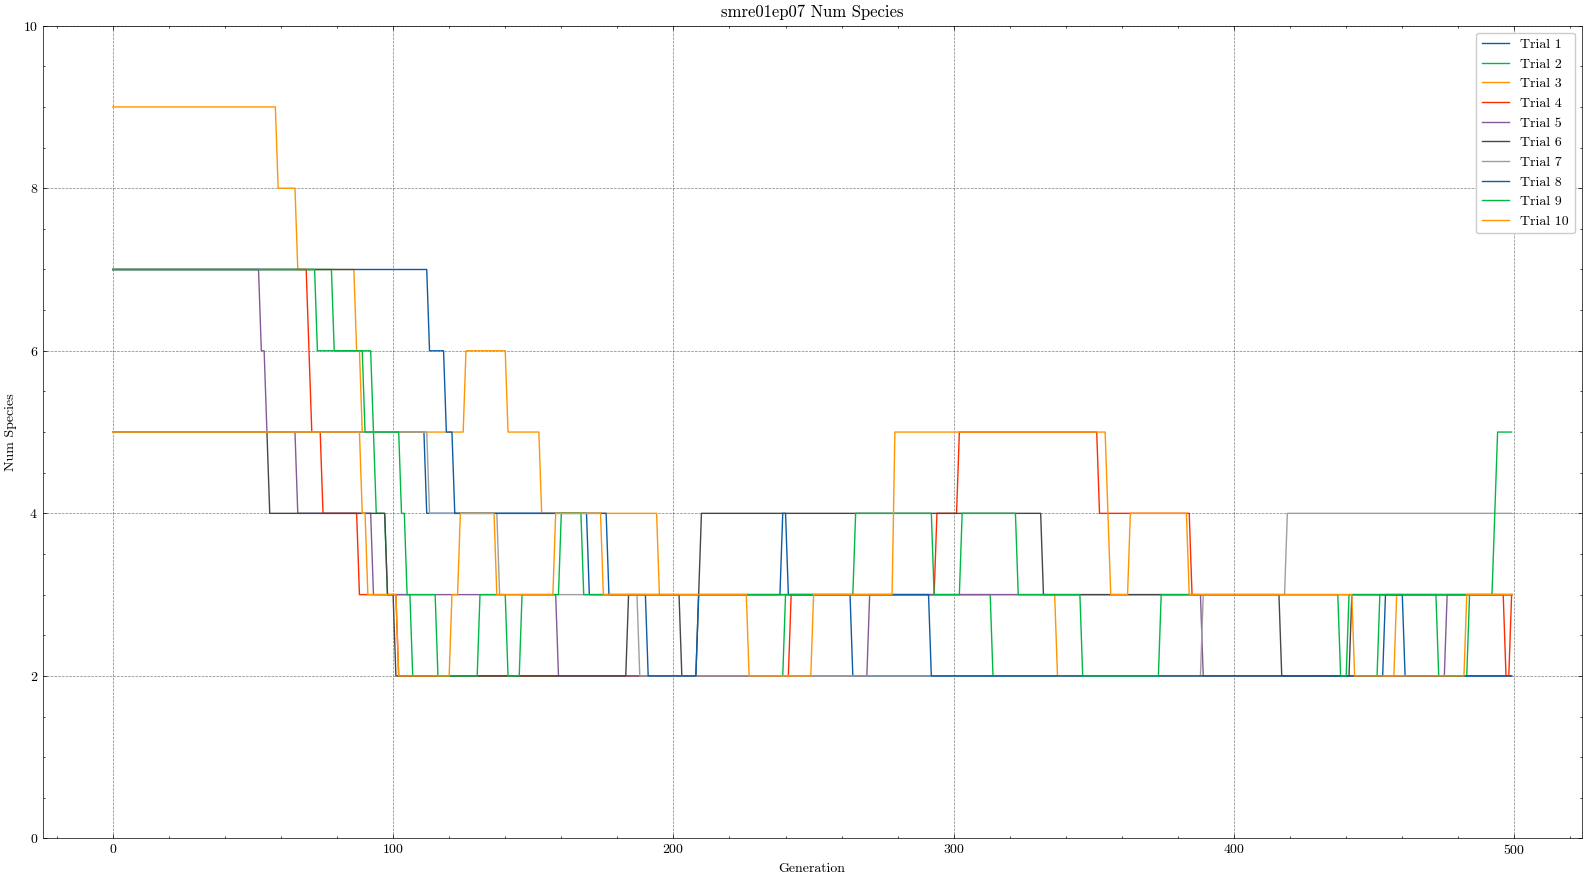 smre01ep07 Num Species
10
8
6
4
2
0
Num Species
0
100
200
300
400
500
Generation
Trial 1
Trial 2
Trial 3
Trial 4
Trial 5
Trial 6
Trial 7
Trial 8
Trial 9
Trial 10